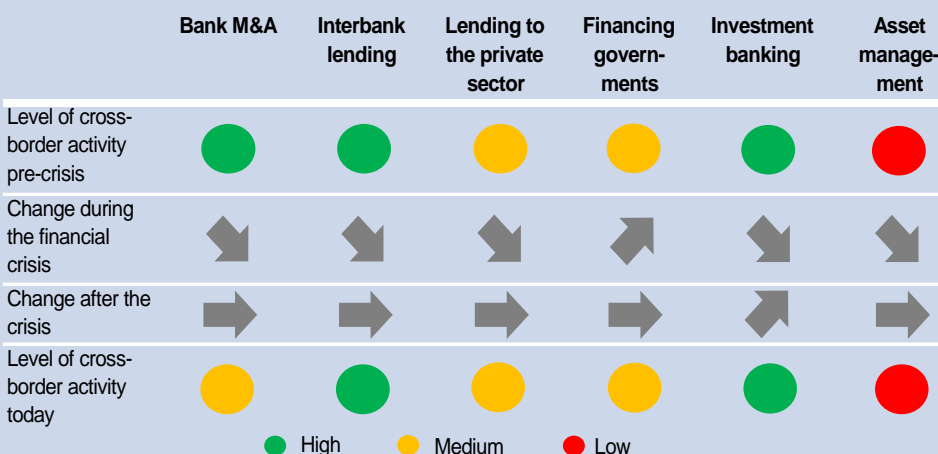 Bank M&A
Interbank
lending
Lending to
the private
sector
Financing
govern-
ments
Investment
banking
Asset
manage-
ment
Level of cross-
border activity
pre-crisis
Change during
the financial
crisis
Change after the
crisis
Level of cross-
border activity
today
High
Medium
Low